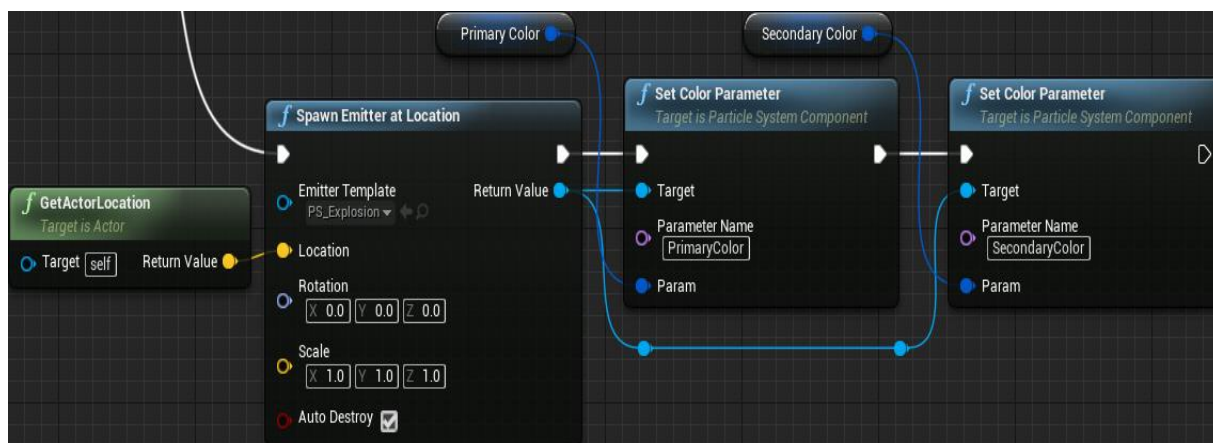 Primary Color
Secondary Color
f Spawn Emitter at Location
f Set Color Parameter
Target is Particle System Component
f Set Color Parameter
Target is Particle System Component
f GetActorLocation
Target is Actor
Target self
Return Value
Emitter Template
PS_Explosion
Return Value
Location
Rotation
X 0.0 Y 0.0 Z 0.0
Scale
X 1.0 Y 1.0 Z 1.0
Auto Destroy
Target
Parameter Name
PrimaryColor
Param
Target
Parameter Name
SecondaryColor
Param